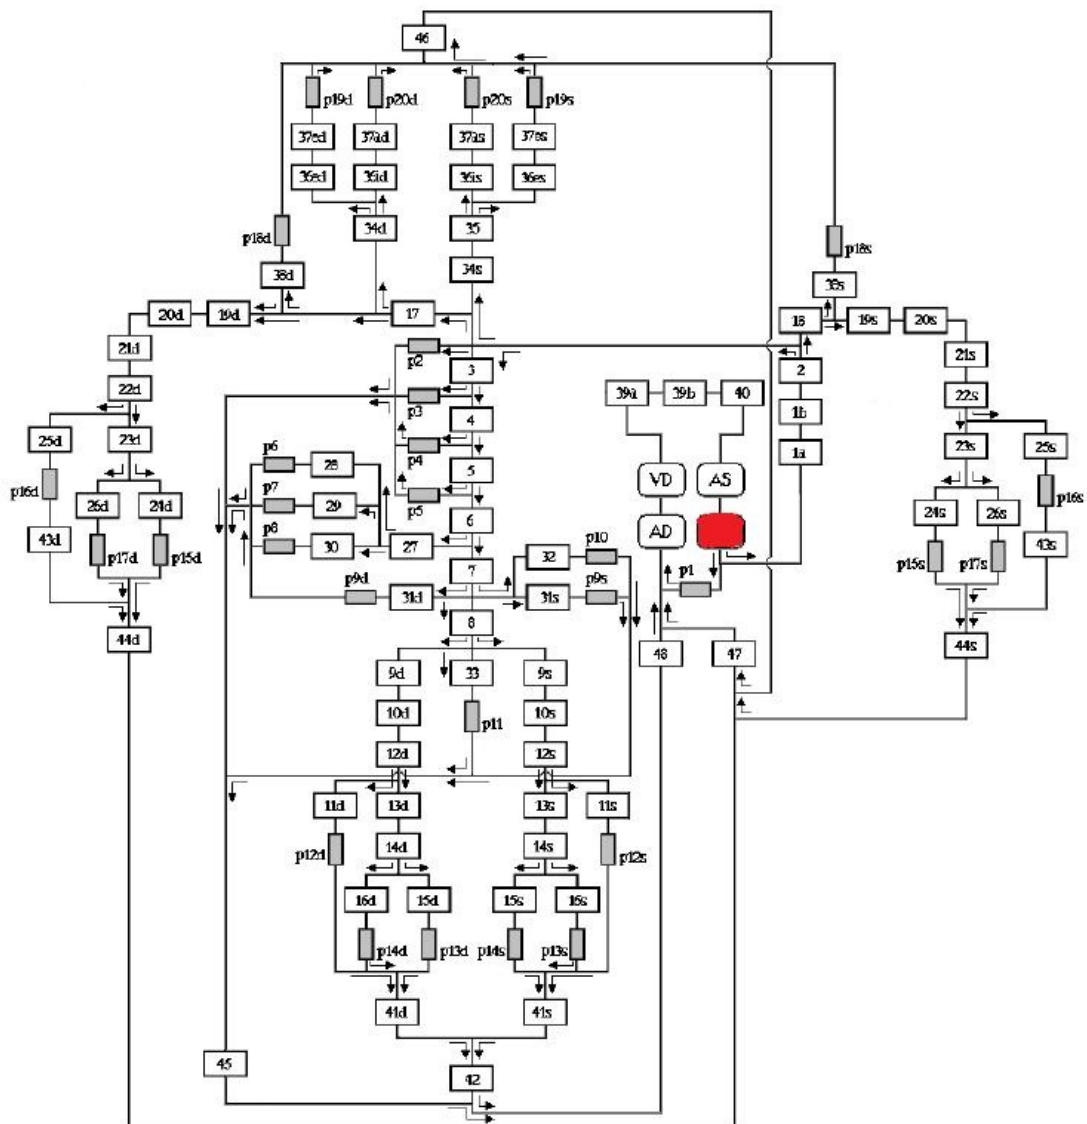 46
p19d p20d p20s p19s
37ed 37ad 37as 37es
36ed 36id 36is 36es
34d 35
p18d p18s
38d 34s 38s
20d 19d 17 18 19s 20s
21d p2 21s
3 2
22d p3 39a 39b 40 22s
25d 23d 4 1b 23s 25s
p6 p4 1a
28 5
p16d p7 VD AS p16s
26d 24d 29 p5 24s 26s
p8 6 AD
43d p17d p15d 30 27 p10 43s
32 p15s p17s
7 p1
p9d 31d 31s p9s
44d 8 48 47 44s
9d 33 9s
10d p11 10s
12d 12s
11d 13d 13s 11s
p12d 14d 14s p12s
16d 15d 15s 16s
p14d p13d p14s p13s
41d 41s
45 42